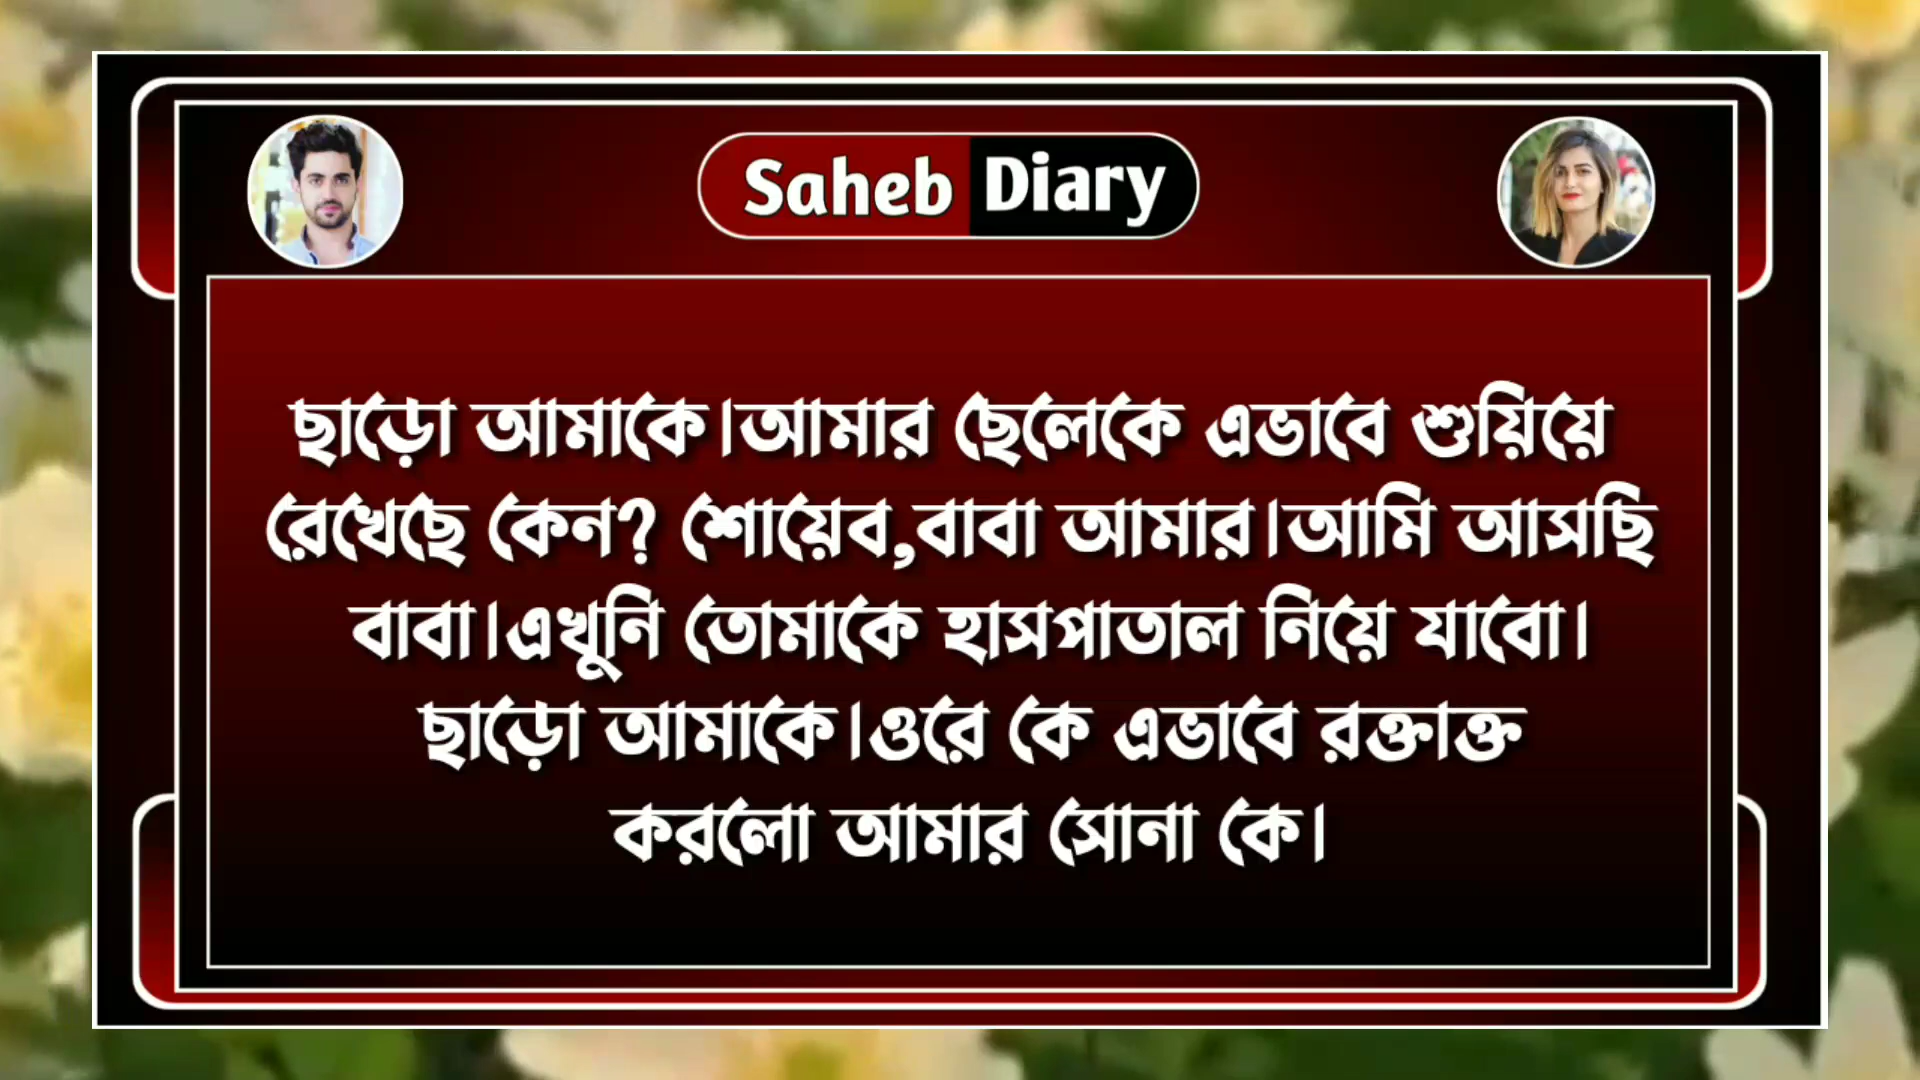 Saheb Diary
ছাড়ো আমাকে।আমার ছেলেকে এভাবে শুয়িয়ে
রেখেছে কেন? শোয়েব,বাবা আমার।আমি আসছি
বাবা।এখুনি তোমাকে হাসপাতাল নিয়ে যাবো।
ছাড়ো আমাকে।ওরে কে এভাবে রক্তাক্ত
করলো আমার সোনা কে।